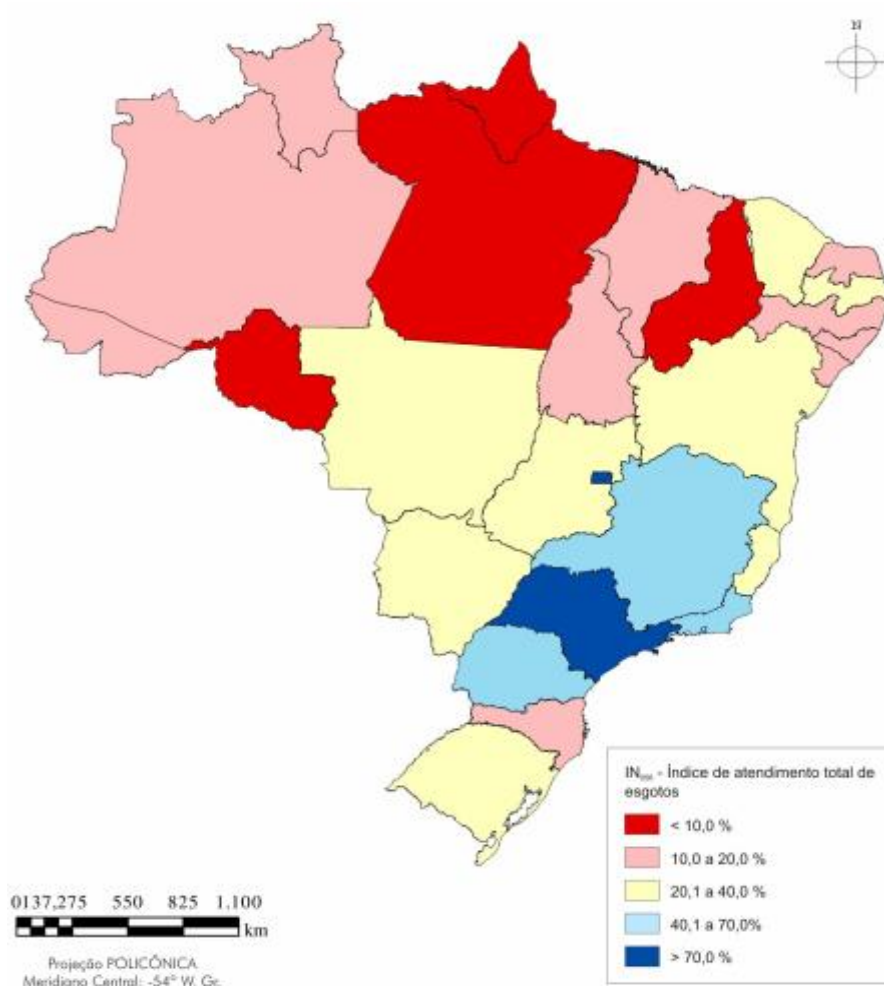 N
IN₀₅₆ - Índice de atendimento total de
esgotos
< 10,0 %
10,0 a 20,0 %
20,1 a 40,0 %
40,1 a 70,0%
> 70,0 %
0137,275 550 825 1.100
km
Projeção POLICÔNICA
Meridiano Central: -54° W. Gr.